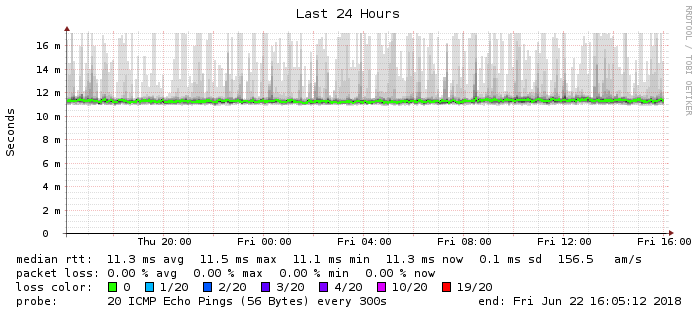 Last 24 Hours
RRDTOOL / TOBI OETIKER
Seconds
16 m
14 m
12 m
10 m
8 m
6 m
4 m
2 m
0
Thu 20:00 Fri 00:00 Fri 04:00 Fri 08:00 Fri 12:00 Fri 16:00
median rtt: 11.3 ms avg 11.5 ms max 11.1 ms min 11.3 ms now 0.1 ms sd 156.5 am/s
packet loss: 0.00 % avg 0.00 % max 0.00 % min 0.00 % now
loss color: 0 1/20 2/20 3/20 4/20 10/20 19/20
probe: 20 ICMP Echo Pings (56 Bytes) every 300s end: Fri Jun 22 16:05:12 2018